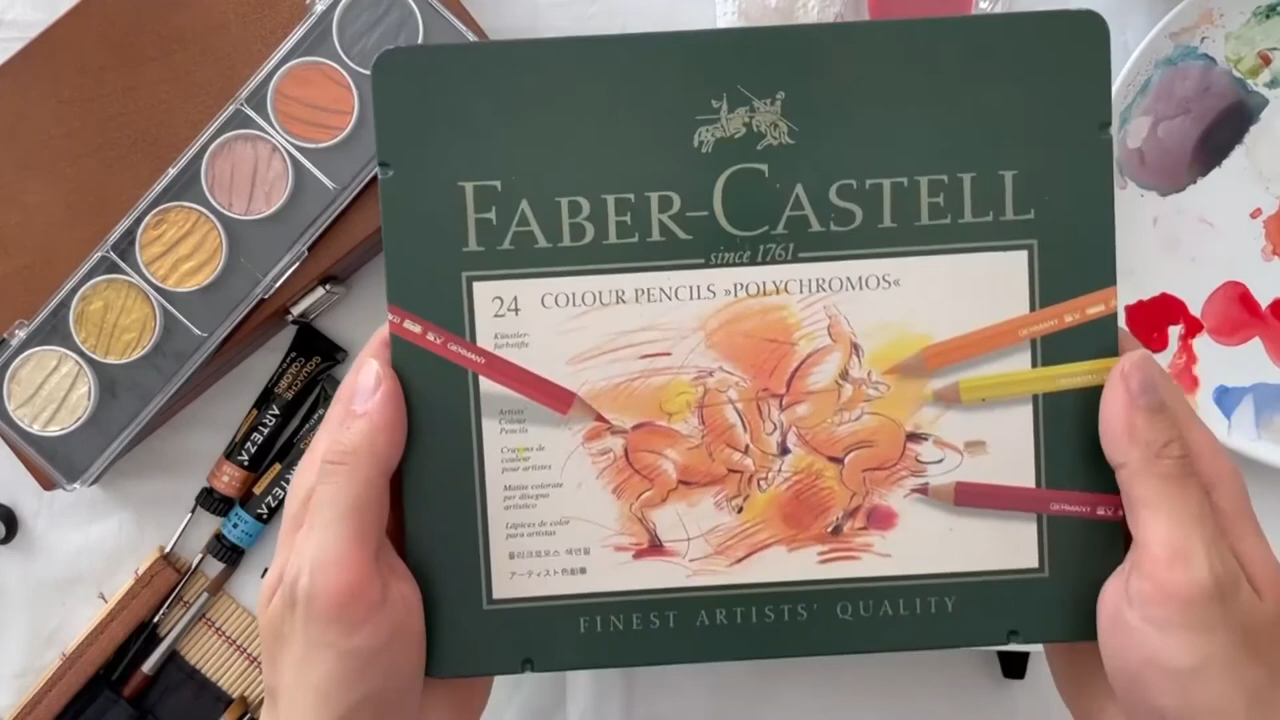 FABER-CASTELL
since 1761
24 COLOUR PENCILS »POLYCHROMOS«
Künstler-
farbstifte
Artists'
Colour
Pencils
Crayons de
couleur
pour artistes
Matite colorate
per disegno
artistico
Lápices de color
para artistas
폴리크로모스 색연필
アーティスト色鉛筆
GERMANY
GERMANY
GERMANY
FINEST ARTISTS' QUALITY
GOUACHE
COLORS
ARTEZA
ARTEZA